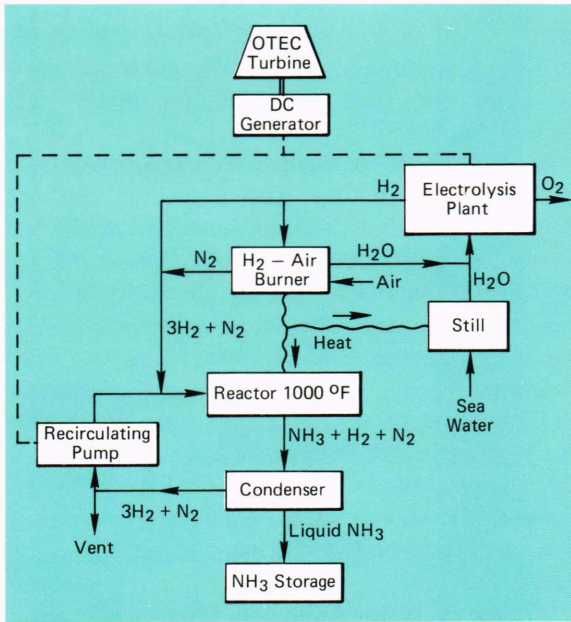 OTEC
Turbine
DC
Generator
H2
Electrolysis
Plant
O2
N2
H2 – Air
Burner
H2O
Air
H2O
3H2 + N2
Heat
Still
Reactor 1000 °F
Sea
Water
Recirculating
Pump
NH3 + H2 + N2
3H2 + N2
Condenser
Vent
Liquid NH3
NH3 Storage